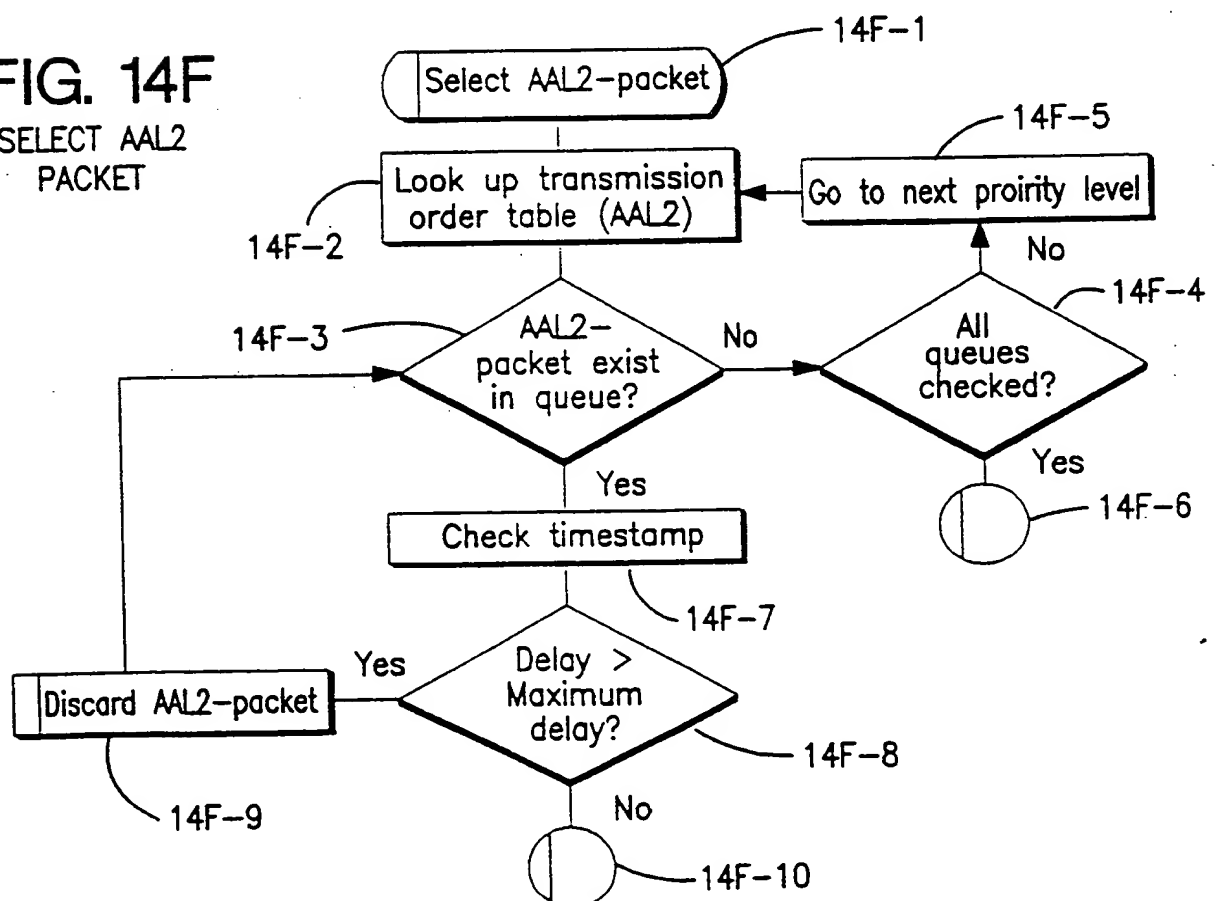 FIG. 14F
SELECT AAL2
PACKET
14F-1
Select AAL2-packet
14F-2
Look up transmission
order table (AAL2)
14F-5
Go to next proirity level
No
14F-3
AAL2-
packet exist
in queue?
No
14F-4
All
queues
checked?
Yes
14F-6
Yes
Check timestamp
14F-7
Delay >
Maximum
delay?
14F-8
Yes
Discard AAL2-packet
14F-9
No
14F-10